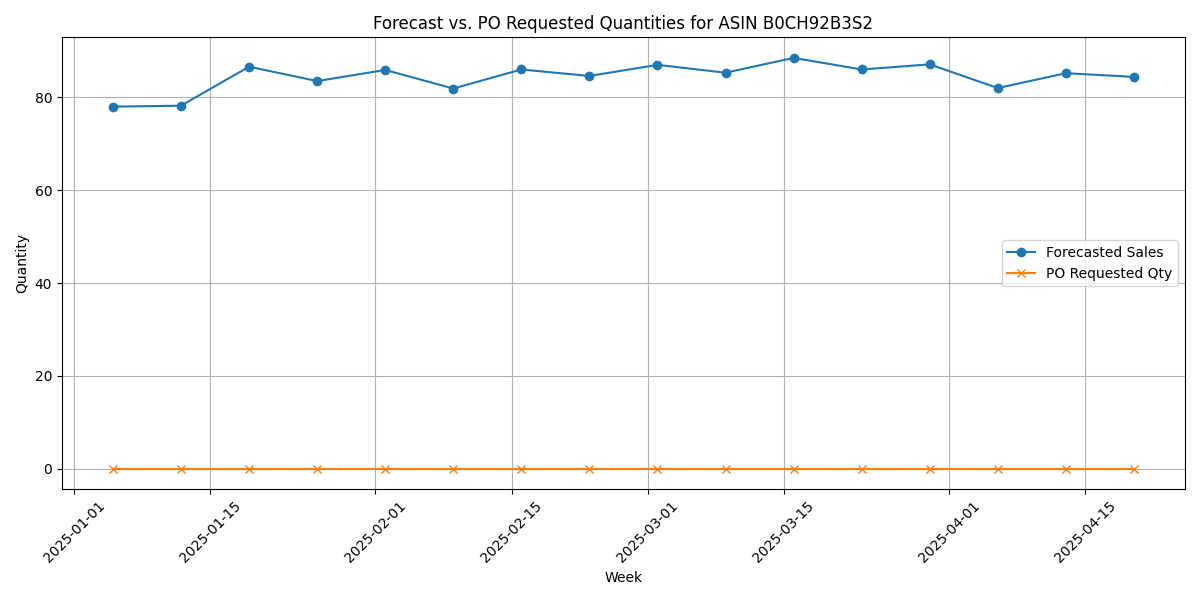 Forecast vs. PO Requested Quantities for ASIN B0CH92B3S2
Quantity
80
60
40
20
0
Forecasted Sales
PO Requested Qty
2025-01-01
2025-01-15
2025-02-01
2025-02-15
2025-03-01
2025-03-15
2025-04-01
2025-04-15
Week